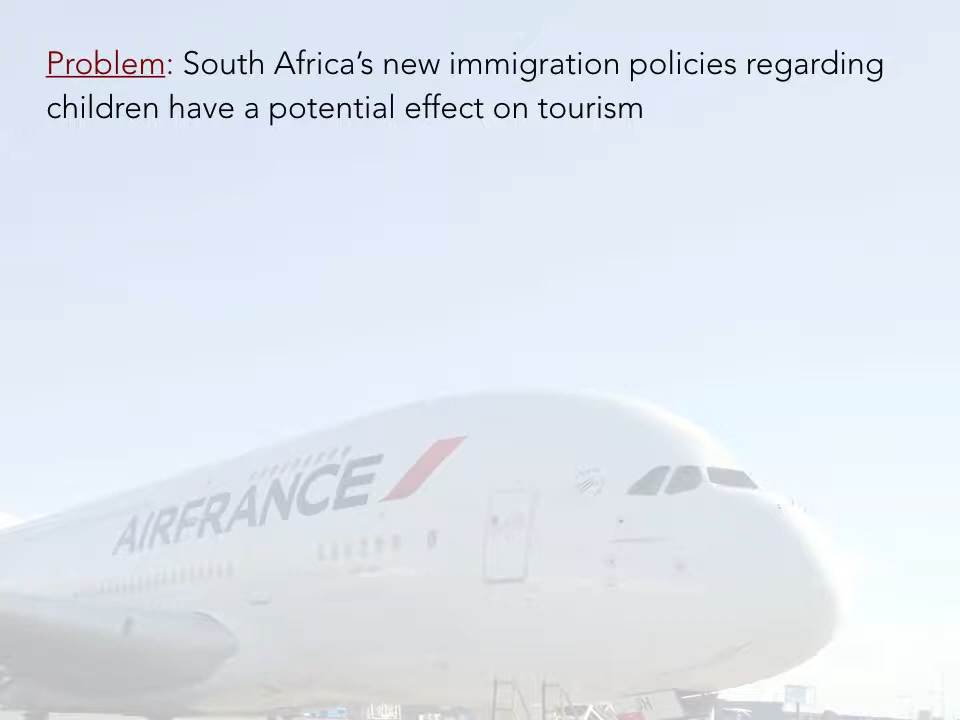 Problem: South Africa’s new immigration policies regarding
children have a potential effect on tourism
AIRFRANCE